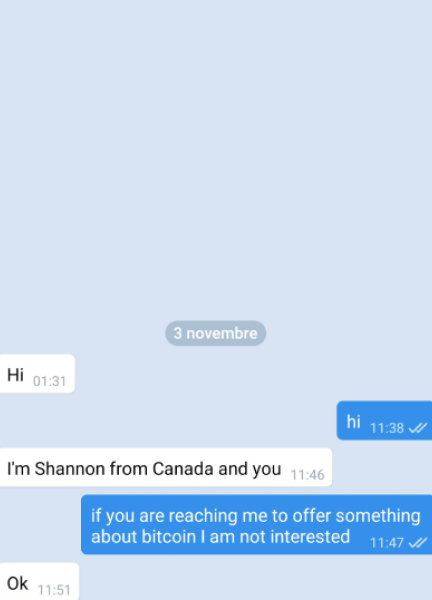 3 novembre
Hi 01:31
hi 11:38
I'm Shannon from Canada and you 11:46
if you are reaching me to offer something
about bitcoin I am not interested 11:47
Ok 11:51